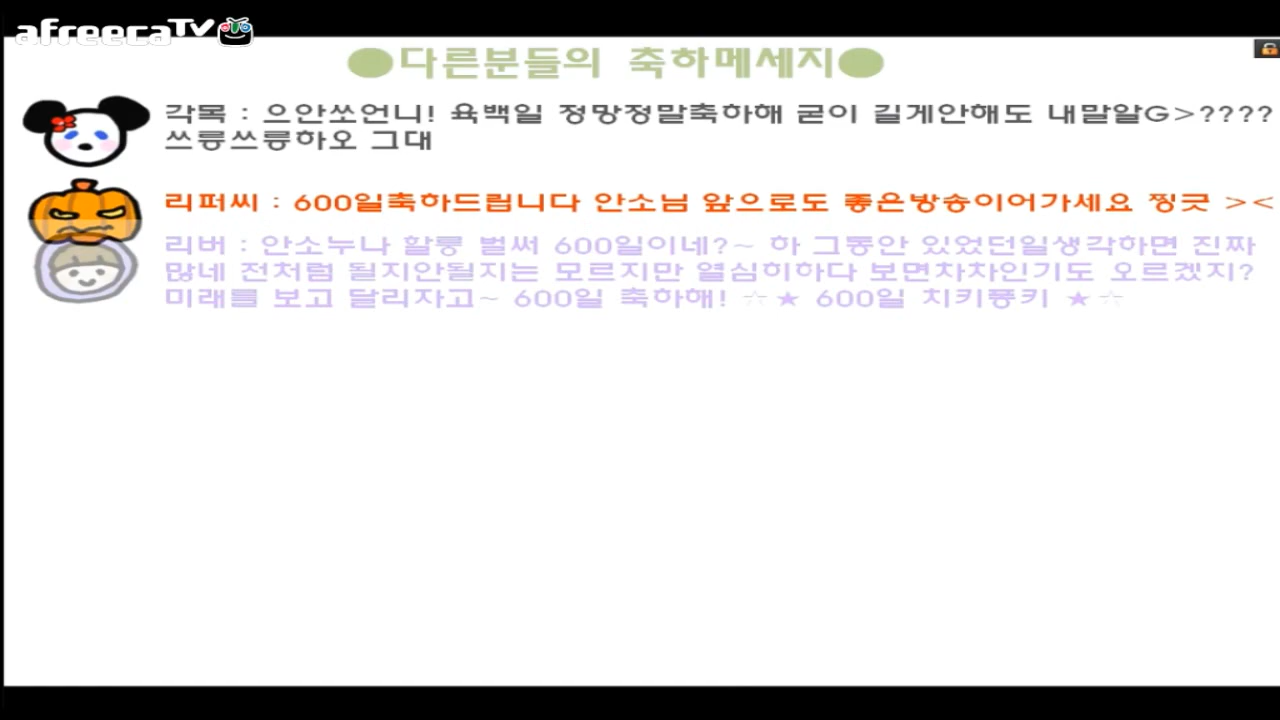 afreecaTV
●다른분들의 축하메세지●
각목 : 으안쏘언니! 육백일 정망정말축하해 굳이 길게안해도 내말알G>????
쓰릉쓰릉하오 그대
리퍼씨 : 600일축하드립니다 안소님 앞으로도 좋은방송이어가세요 찡긋 ><
리버 : 안소누나 할룽 벌써 600일이네?~ 하 그동안 있었던일생각하면 진짜
많네 전처럼 될지안될지는 모르지만 열심히하다 보면차차인기도 오르겠지?
미래를 보고 달리자고~ 600일 축하해! ☆★ 600일 치키퐁키 ★☆